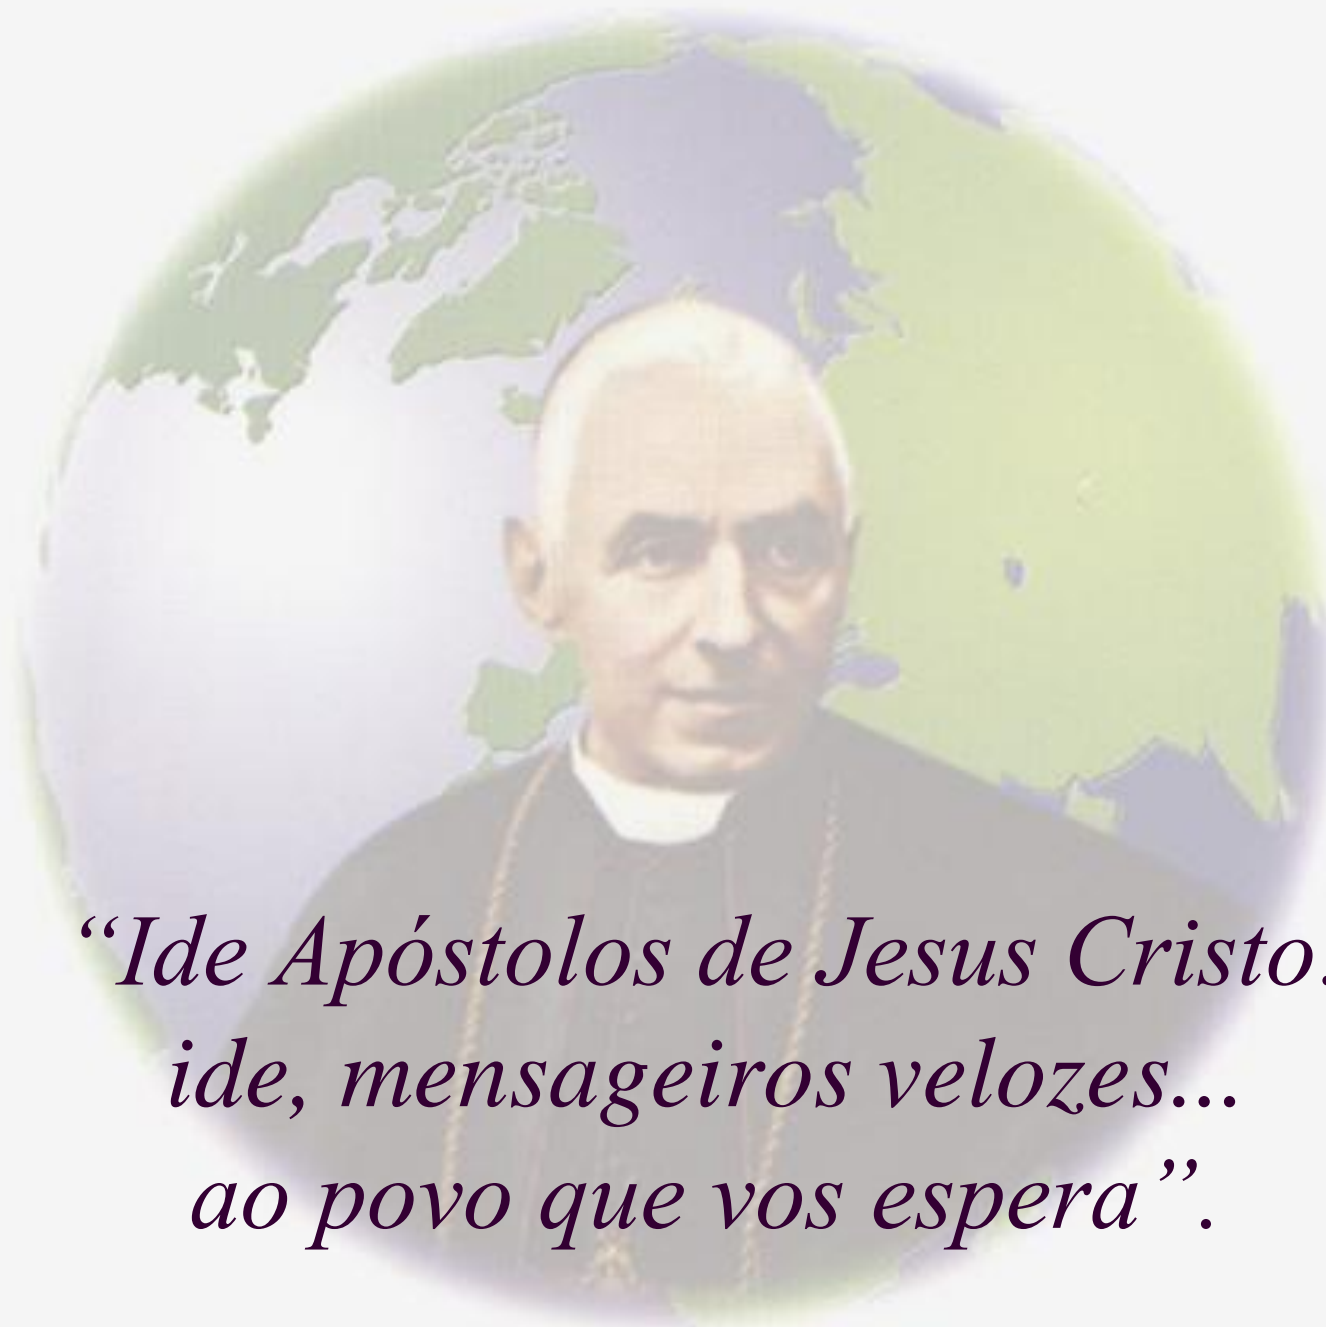 “Ide Apóstolos de Jesus Cristo.
ide, mensageiros velozes...
ao povo que vos espera”.